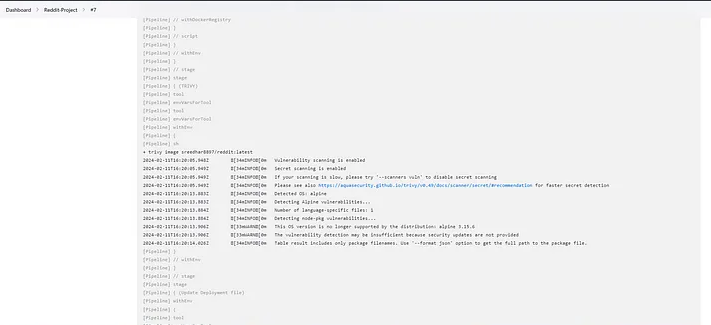 Dashboard > Reddit-Project > #7
[Pipeline] // withDockerRegistry
[Pipeline] }
[Pipeline] // script
[Pipeline] }
[Pipeline] // withEnv
[Pipeline] }
[Pipeline] // stage
[Pipeline] stage
[Pipeline] { (TRIVY)
[Pipeline] tool
[Pipeline] envVarsForTool
[Pipeline] tool
[Pipeline] envVarsForTool
[Pipeline] withEnv
[Pipeline] {
[Pipeline] sh
+ trivy image sreedhar8897/reddit:latest
2024-02-11T16:20:05.948Z [34mINFO[0m Vulnerability scanning is enabled
2024-02-11T16:20:05.949Z [34mINFO[0m Secret scanning is enabled
2024-02-11T16:20:05.949Z [34mINFO[0m If your scanning is slow, please try '--scanners vuln' to disable secret scanning
2024-02-11T16:20:05.949Z [34mINFO[0m Please see also https://aquasecurity.github.io/trivy/v0.49/docs/scanner/secret/#recommendation for faster secret detection
2024-02-11T16:20:13.883Z [34mINFO[0m Detected OS: alpine
2024-02-11T16:20:13.883Z [34mINFO[0m Detecting Alpine vulnerabilities...
2024-02-11T16:20:13.884Z [34mINFO[0m Number of language-specific files: 1
2024-02-11T16:20:13.884Z [34mINFO[0m Detecting node-pkg vulnerabilities...
2024-02-11T16:20:13.906Z [33mWARN[0m This OS version is no longer supported by the distribution: alpine 3.15.6
2024-02-11T16:20:13.906Z [33mWARN[0m The vulnerability detection may be insufficient because security updates are not provided
2024-02-11T16:20:14.026Z [34mINFO[0m Table result includes only package filenames. Use '--format json' option to get the full path to the package file.
[Pipeline] }
[Pipeline] // withEnv
[Pipeline] }
[Pipeline] // stage
[Pipeline] stage
[Pipeline] { (Update Deployment file)
[Pipeline] withEnv
[Pipeline] {
[Pipeline] tool